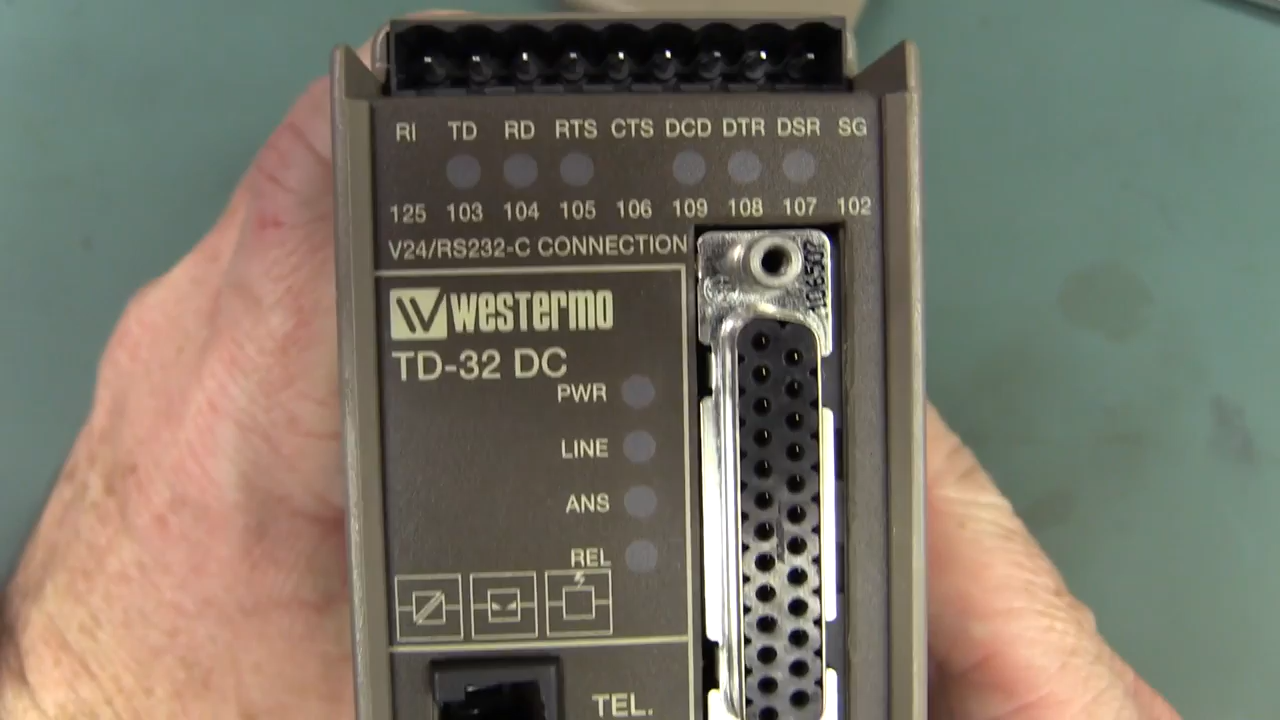 RI TD RD RTS CTS DCD DTR DSR SG
125 103 104 105 106 109 108 107 102
V24/RS232-C CONNECTION
westermo
TD-32 DC
PWR
LINE
ANS
REL
TEL.